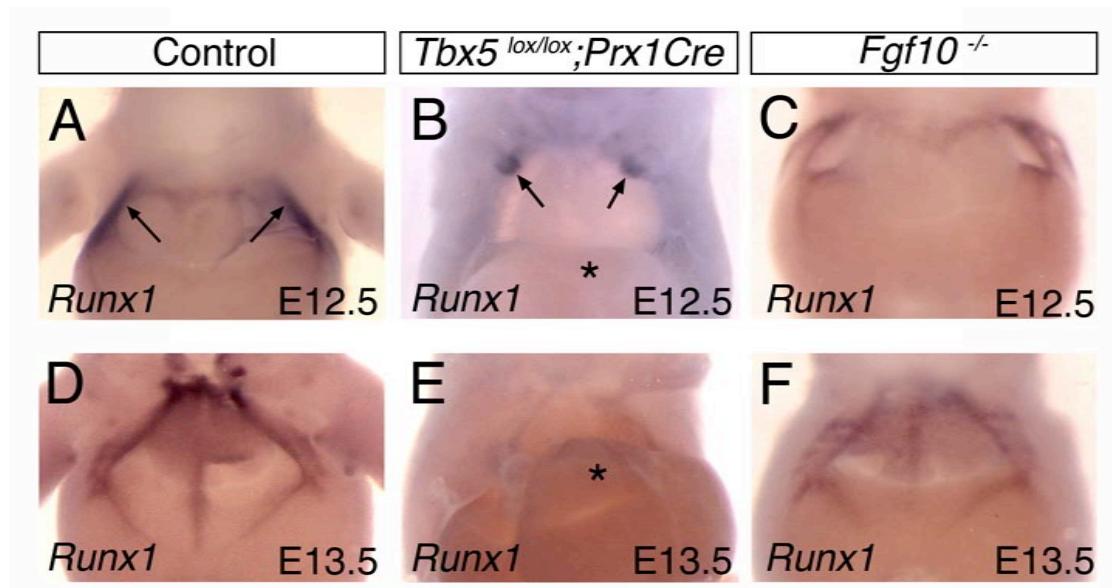 Control
Tbx5 lox/lox;Prx1Cre
Fgf10 -/-
A
Runx1 E12.5
B
*
Runx1 E12.5
C
Runx1 E12.5
D
Runx1 E13.5
E
*
Runx1 E13.5
F
Runx1 E13.5